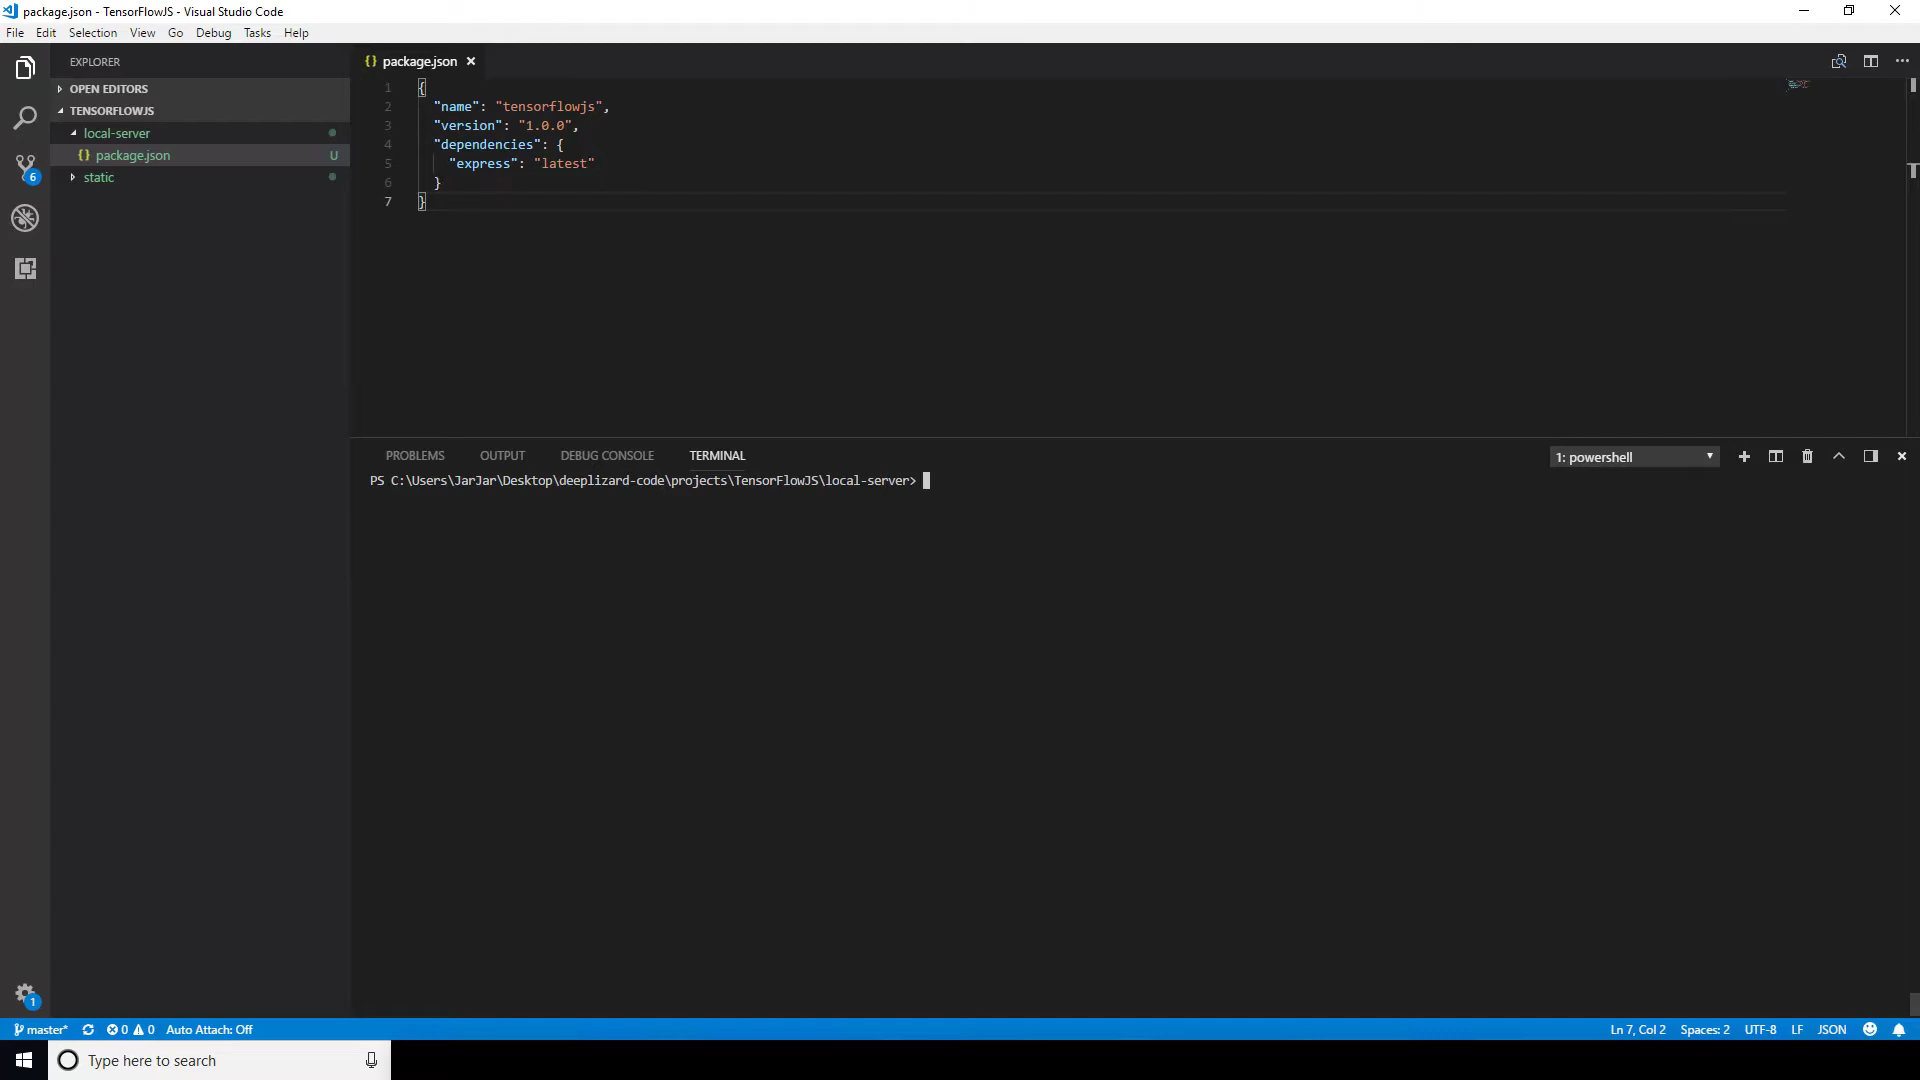 package.json - TensorFlowJS - Visual Studio Code
File Edit Selection View Go Debug Tasks Help
EXPLORER
OPEN EDITORS
TENSORFLOWJS
local-server
{} package.json U
static
6
1
{} package.json ×
1 {
2 "name": "tensorflowjs",
3 "version": "1.0.0",
4 "dependencies": {
5 "express": "latest"
6 }
7 }
PROBLEMS OUTPUT DEBUG CONSOLE TERMINAL 1: powershell
PS C:\Users\JarJar\Desktop\deeplizard-code\projects\TensorFlowJS\local-server>
master* 0 0 Auto Attach: Off Ln 7, Col 2 Spaces: 2 UTF-8 LF JSON
Type here to search